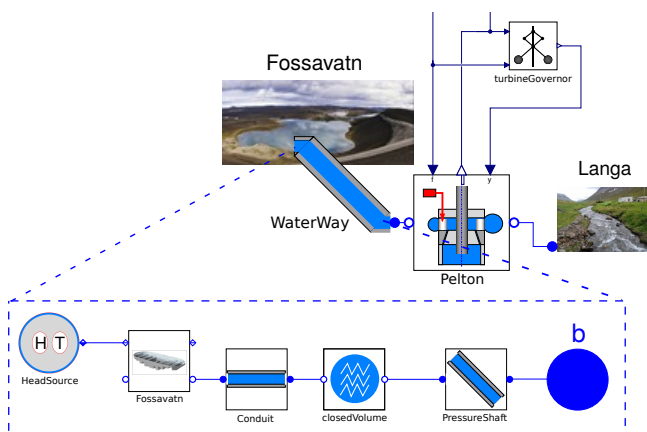 Fossavatn
turbineGovernor
f
y
Langa
WaterWay
Pelton
b
H T
HeadSource
Fossavatn
Conduit
closedVolume
PressureShaft